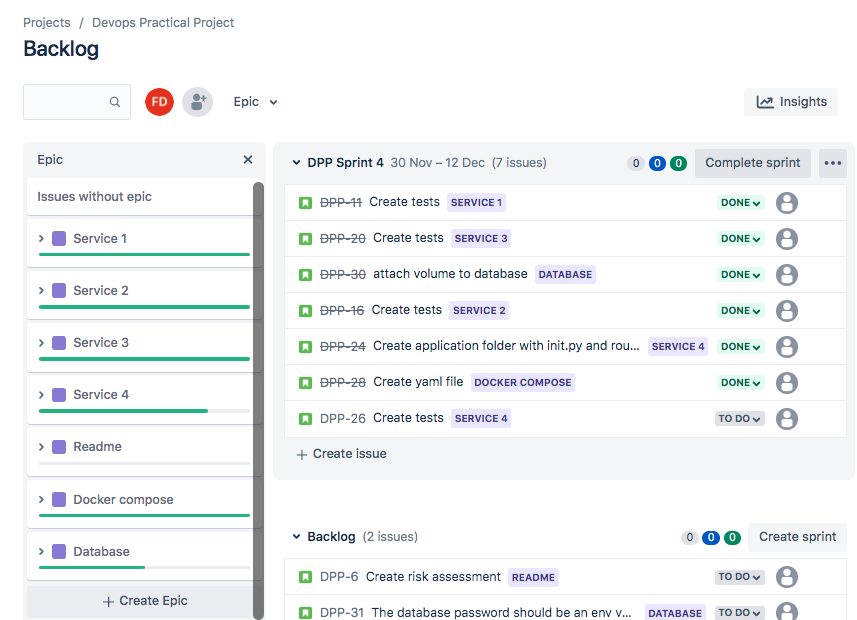 Projects / Devops Practical Project
Backlog
FD
Epic
Insights
Epic
Issues without epic
Service 1
Service 2
Service 3
Service 4
Readme
Docker compose
Database
+ Create Epic
DPP Sprint 4 30 Nov – 12 Dec (7 issues) 0 0 0 Complete sprint
DPP-11 Create tests SERVICE 1 DONE
DPP-20 Create tests SERVICE 3 DONE
DPP-30 attach volume to database DATABASE DONE
DPP-16 Create tests SERVICE 2 DONE
DPP-24 Create application folder with init.py and rou... SERVICE 4 DONE
DPP-28 Create yaml file DOCKER COMPOSE DONE
DPP-26 Create tests SERVICE 4 TO DO
+ Create issue
Backlog (2 issues) 0 0 0 Create sprint
DPP-6 Create risk assessment README TO DO
DPP-31 The database password should be an env v... DATABASE TO DO